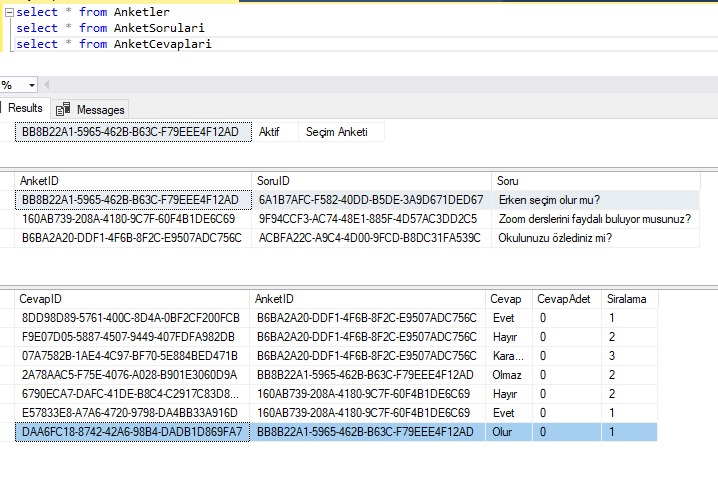 select * from Anketler
select * from AnketSorulari
select * from AnketCevaplari
%
Results Messages
BB8B22A1-5965-462B-B63C-F79EEE4F12AD Aktif Seçim Anketi
AnketID SoruID Soru
BB8B22A1-5965-462B-B63C-F79EEE4F12AD 6A1B7AFC-F582-40DD-B5DE-3A9D671DED67 Erken seçim olur mu?
160AB739-208A-4180-9C7F-60F4B1DE6C69 9F94CCF3-AC74-48E1-885F-4D57AC3DD2C5 Zoom derslerini faydalı buluyor musunuz?
B6BA2A20-DDF1-4F6B-8F2C-E9507ADC756C ACBFA22C-A9C4-4D00-9FCD-B8DC31FA539C Okulunuzu özlediniz mi?
CevapID AnketID Cevap CevapAdet Siralama
8DD98D89-5761-400C-8D4A-0BF2CF200FCB B6BA2A20-DDF1-4F6B-8F2C-E9507ADC756C Evet 0 1
F9E07D05-5887-4507-9449-407FDFA982DB B6BA2A20-DDF1-4F6B-8F2C-E9507ADC756C Hayır 0 2
07A7582B-1AE4-4C97-BF70-5E884BED471B B6BA2A20-DDF1-4F6B-8F2C-E9507ADC756C Kara... 0 3
2A78AAC5-F75E-4076-A028-B901E3060D9A BB8B22A1-5965-462B-B63C-F79EEE4F12AD Olmaz 0 2
6790ECA7-DAFC-41DE-B8C4-C2917C83D8... 160AB739-208A-4180-9C7F-60F4B1DE6C69 Hayır 0 2
E57833E8-A7A6-4720-9798-DA4BB33A916D 160AB739-208A-4180-9C7F-60F4B1DE6C69 Evet 0 1
DAA6FC18-8742-42A6-98B4-DADB1D869FA7 BB8B22A1-5965-462B-B63C-F79EEE4F12AD Olur 0 1